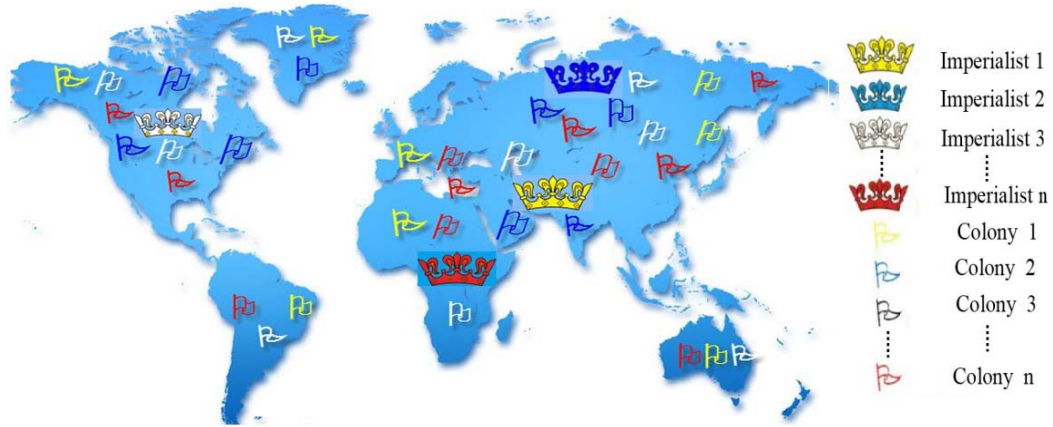 Imperialist 1
Imperialist 2
Imperialist 3
Imperialist n
Colony 1
Colony 2
Colony 3
Colony n